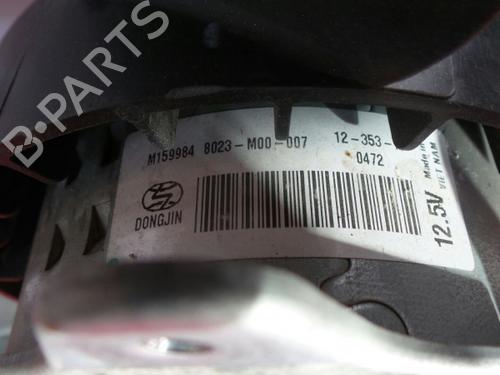 B-PARTS
M159984 8023-M00-007 12-353-
0472
DONGJIN
12.5V
Made in
VIET NAM